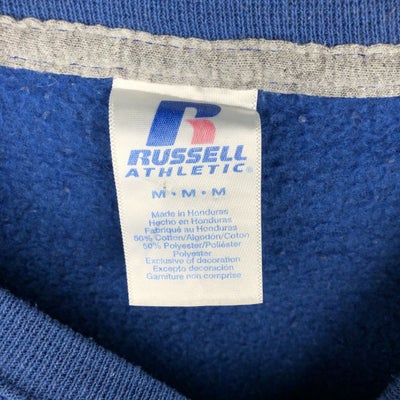 RUSSELL
ATHLETIC®
M • M • M
Made in Honduras
Hecho en Honduras
Fabriqué au Honduras
50% Cotton/Algodón/Coton
50% Polyester/Poliéster
Polyester
Exclusive of decoration
Excento decoración
Garniture non comprise